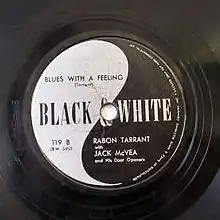 BLUES WITH A FEELING
(Tarrant)
BLACK & WHITE
119 B
RABON TARRANT
with
JACK McVEA
and His Door Openers